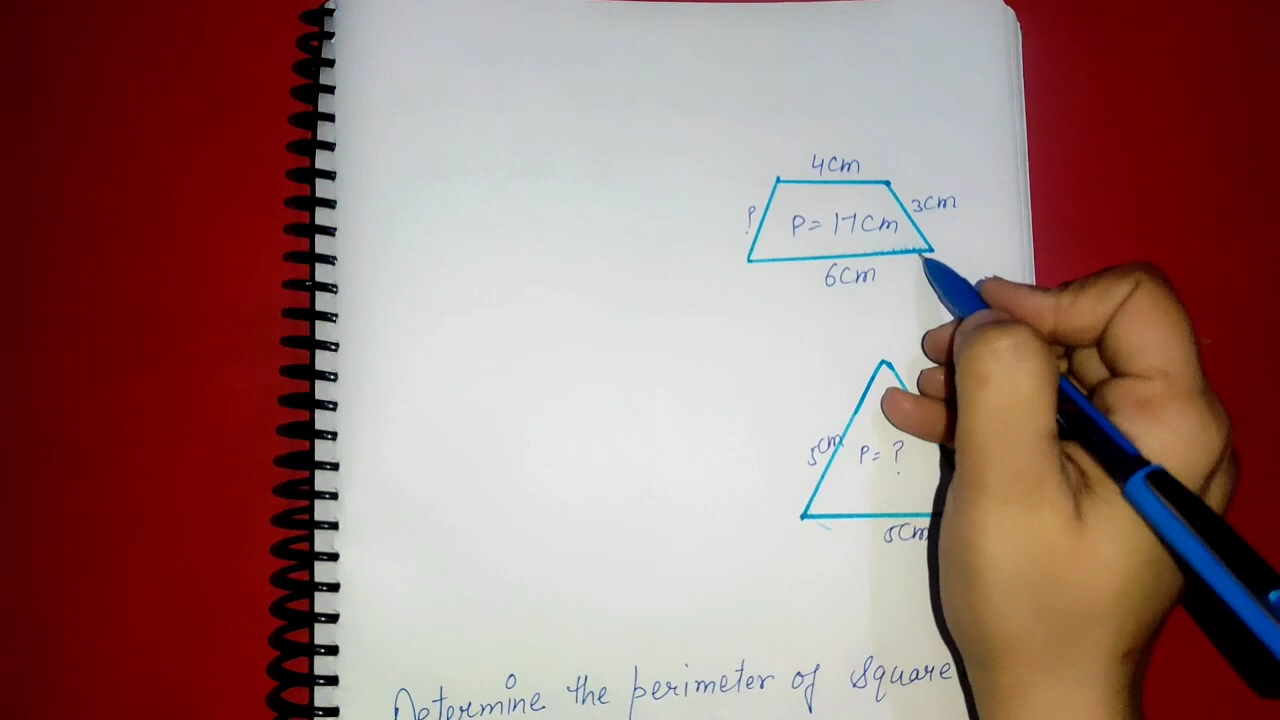 4cm
? P= 17cm 3cm
6cm
5cm P= ?
5cm
Determine the perimeter of square